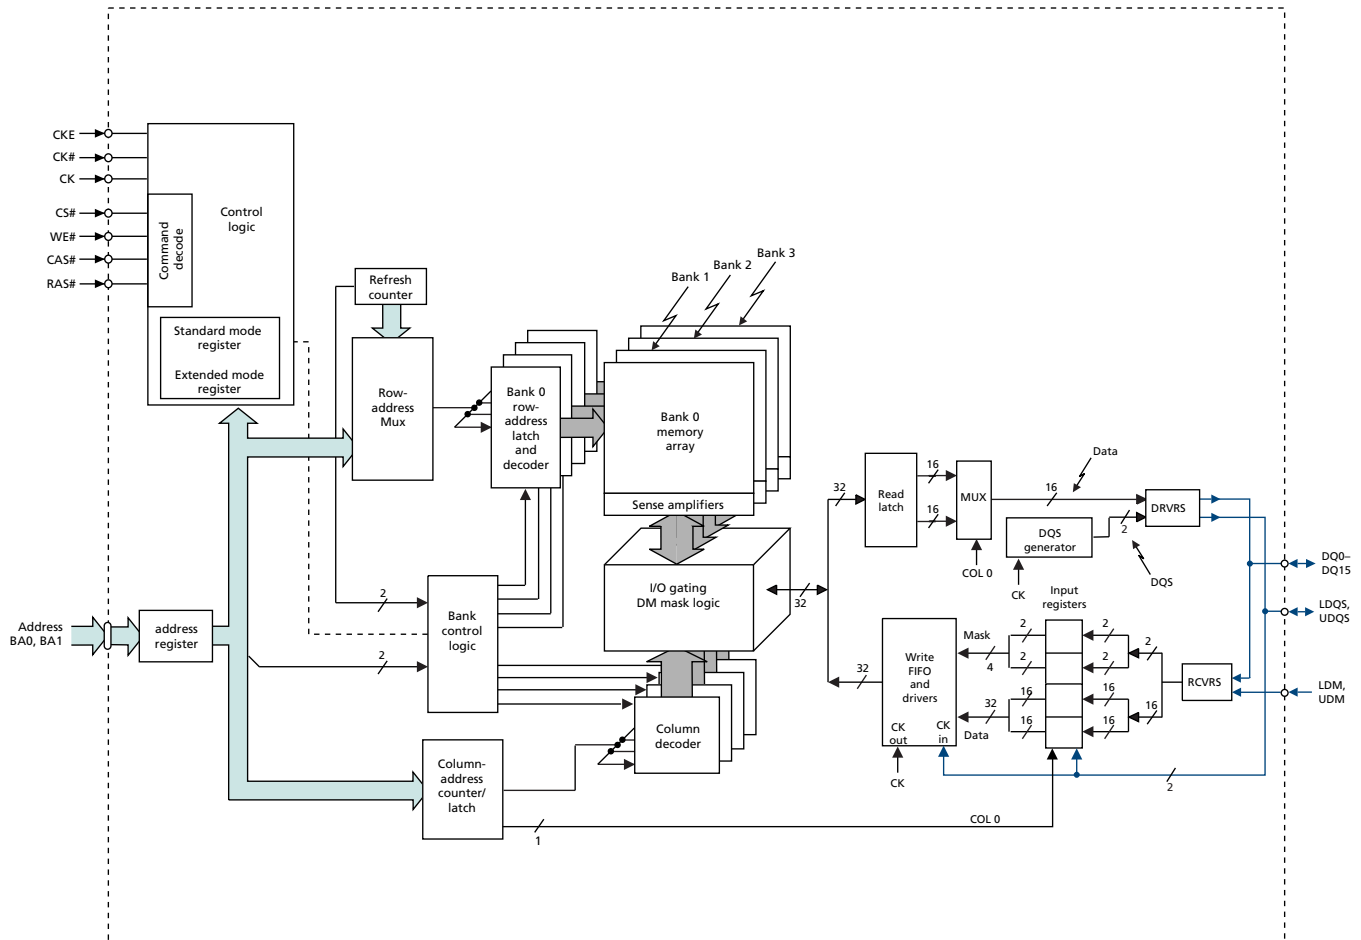 CKE
CK#
CK
CS#
WE#
CAS#
RAS#
Command
decode
Control
logic
Standard mode
register
Extended mode
register
Refresh
counter
Row-
address
Mux
Bank 0
row-
address
latch
and
decoder
Bank 1
Bank 2
Bank 3
Bank 0
memory
array
Sense amplifiers
I/O gating
DM mask logic
32
32
32
Read
latch
16
16
MUX
COL 0
16
Data
DQS
generator
CK
2
DQS
DRVRS
DQ0–
DQ15
LDQS,
UDQS
LDM,
UDM
Input
registers
Write
FIFO
and
drivers
CK
out
CK
in
CK
Mask
4
32
Data
2
2
16
16
2
2
16
16
2
16
RCVRS
2
Address
BA0, BA1
address
register
2
2
Bank
control
logic
Column
decoder
Column-
address
counter/
latch
1
COL 0